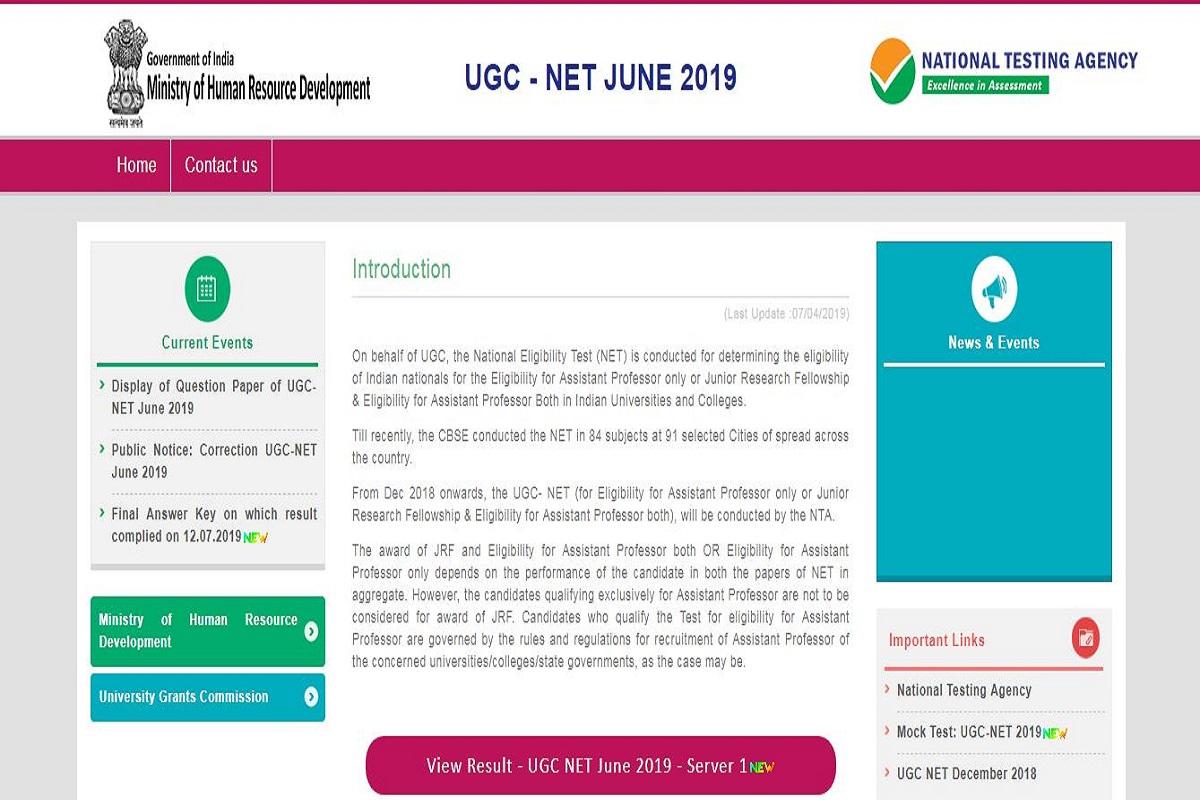 Government of India
Ministry of Human Resource Development
सत्यमेव जयते
UGC - NET JUNE 2019
NATIONAL TESTING AGENCY
Excellence in Assessment
Home
Contact us
Current Events
Display of Question Paper of UGC-
NET June 2019
Public Notice: Correction UGC-NET
June 2019
Final Answer Key on which result
complied on 12.07.2019 NEW
Ministry of Human Resource
Development
University Grants Commission
Introduction
(Last Update :07/04/2019)
On behalf of UGC, the National Eligibility Test (NET) is conducted for determining the eligibility
of Indian nationals for the Eligibility for Assistant Professor only or Junior Research Fellowship
& Eligibility for Assistant Professor Both in Indian Universities and Colleges.
Till recently, the CBSE conducted the NET in 84 subjects at 91 selected Cities of spread across
the country.
From Dec 2018 onwards, the UGC- NET (for Eligibility for Assistant Professor only or Junior
Research Fellowship & Eligibility for Assistant Professor both), will be conducted by the NTA.
The award of JRF and Eligibility for Assistant Professor both OR Eligibility for Assistant
Professor only depends on the performance of the candidate in both the papers of NET in
aggregate. However, the candidates qualifying exclusively for Assistant Professor are not to be
considered for award of JRF. Candidates who qualify the Test for eligibility for Assistant
Professor are governed by the rules and regulations for recruitment of Assistant Professor of
the concerned universities/colleges/state governments, as the case may be.
View Result - UGC NET June 2019 - Server 1 NEW
News & Events
Important Links
National Testing Agency
Mock Test: UGC-NET 2019 NEW
UGC NET December 2018